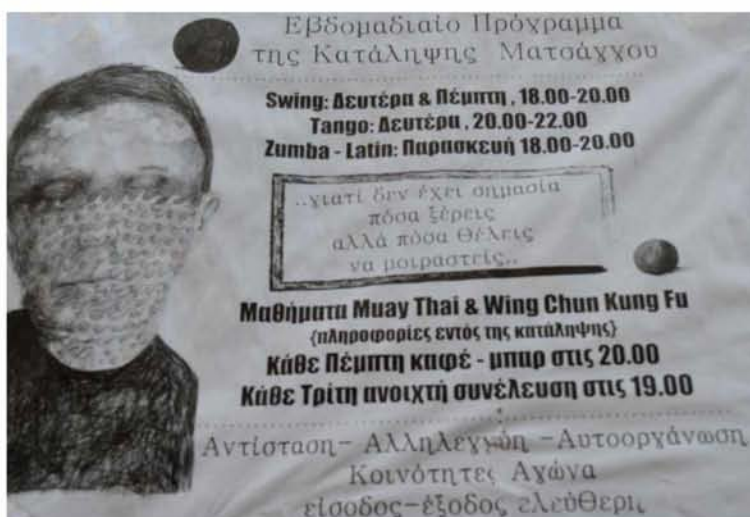 Εβδομαδιαίο Πρόγραμμα
της Κατάληψης Ματσάγγου
Swing: Δευτέρα & Πέμπτη , 18.00-20.00
Tango: Δευτέρα , 20.00-22.00
Zumba - Latin: Παρασκευή 18.00-20.00
..γιατί δεν έχει σημασία
πόσα ξέρεις
αλλά πόσα θέλεις
να μοιραστείς..
Μαθήματα Muay Thai & Wing Chun Kung Fu
{πληροφορίες εντός της κατάληψης}
Κάθε Πέμπτη καφέ - μπαρ στις 20.00
Κάθε Τρίτη ανοιχτή συνέλευση στις 19.00
Αντίσταση- Αλληλεγγύη -Αυτοοργάνωση
Κοινότητες Αγώνα
είσοδος-έξοδος ελεύθερη